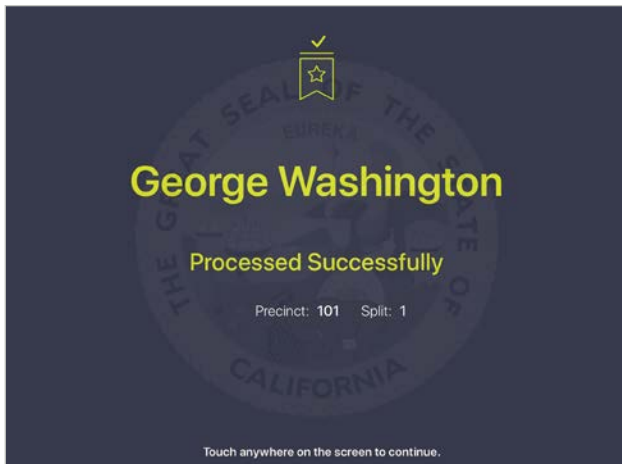 THE GREAT SEAL OF THE STATE OF
EUREKA
George Washington
Processed Successfully
Precinct: 101 Split: 1
CALIFORNIA
Touch anywhere on the screen to continue.